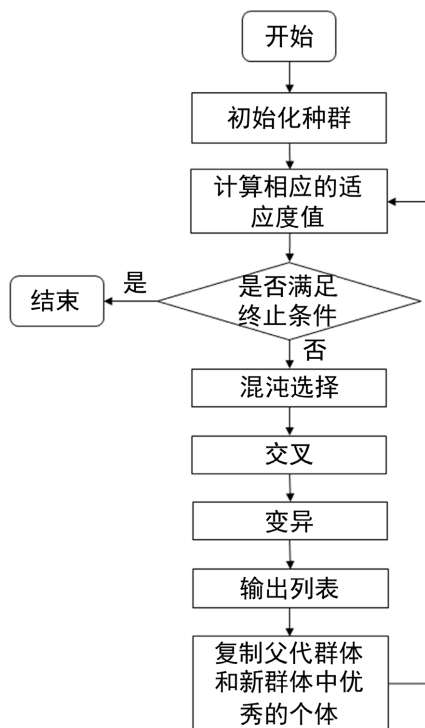 开始
初始化种群
计算相应的适
应度值
是否满足
终止条件
是
结束
否
混沌选择
交叉
变异
输出列表
复制父代群体
和新群体中优
秀的个体